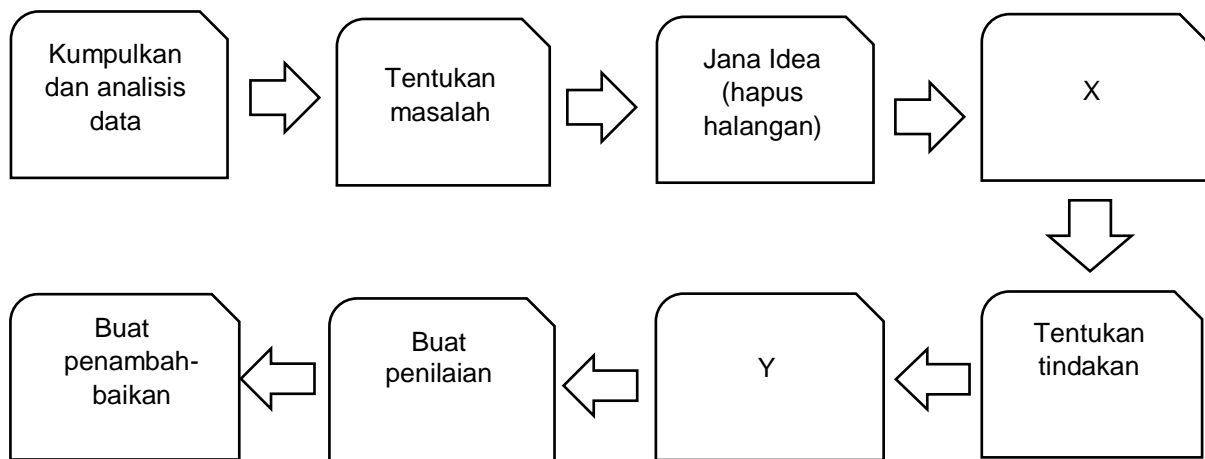 Kumpulkan
dan analisis
data
Tentukan
masalah
Jana Idea
(hapus
halangan)
X
Tentukan
tindakan
Y
Buat
penilaian
Buat
penambah-
baikan